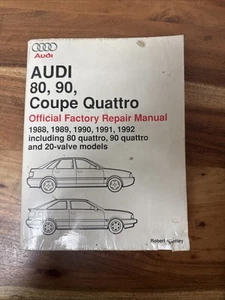 Audi
AUDI
80, 90,
Coupe Quattro
Official Factory Repair Manual
1988, 1989, 1990, 1991, 1992
including 80 quattro, 90 quattro
and 20-valve models
Robert